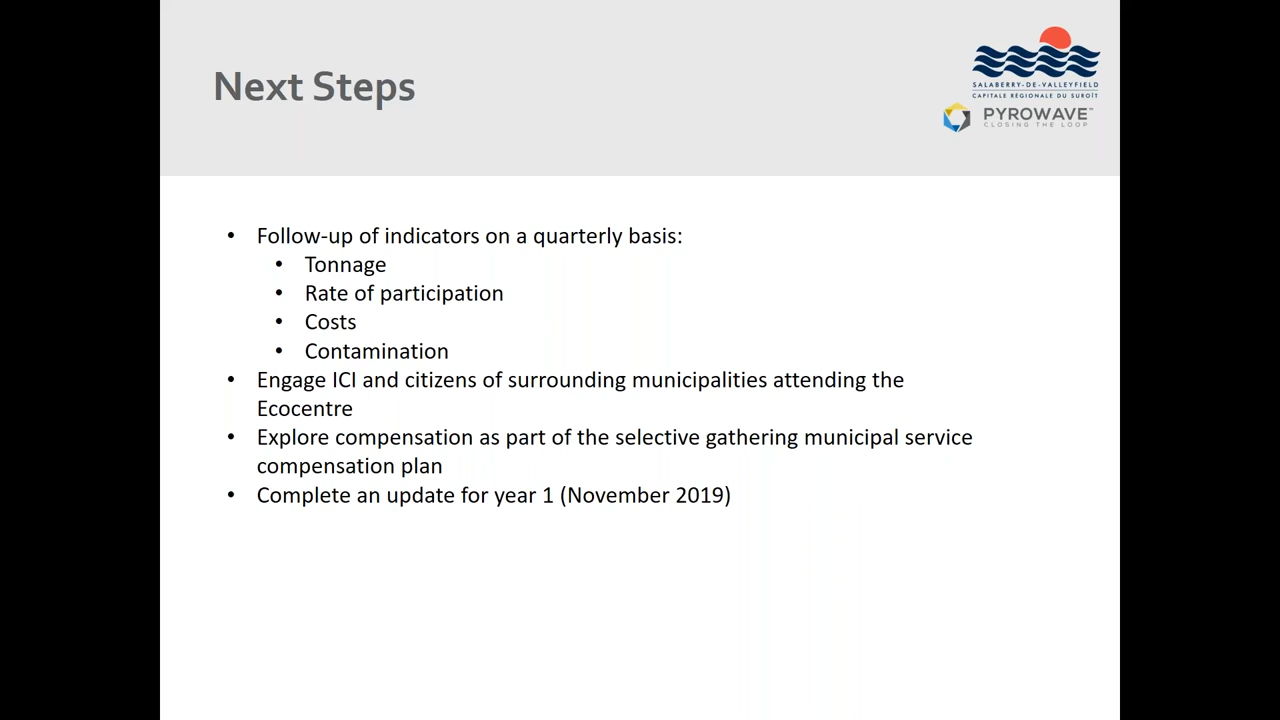 Next Steps
SALABERRY-DE-VALLEYFIELD
CAPITALE RÉGIONALE DU SUROÎT
PYROWAVE™
CLOSING THE LOOP
• Follow-up of indicators on a quarterly basis:
• Tonnage
• Rate of participation
• Costs
• Contamination
• Engage ICI and citizens of surrounding municipalities attending the
Ecocentre
• Explore compensation as part of the selective gathering municipal service
compensation plan
• Complete an update for year 1 (November 2019)